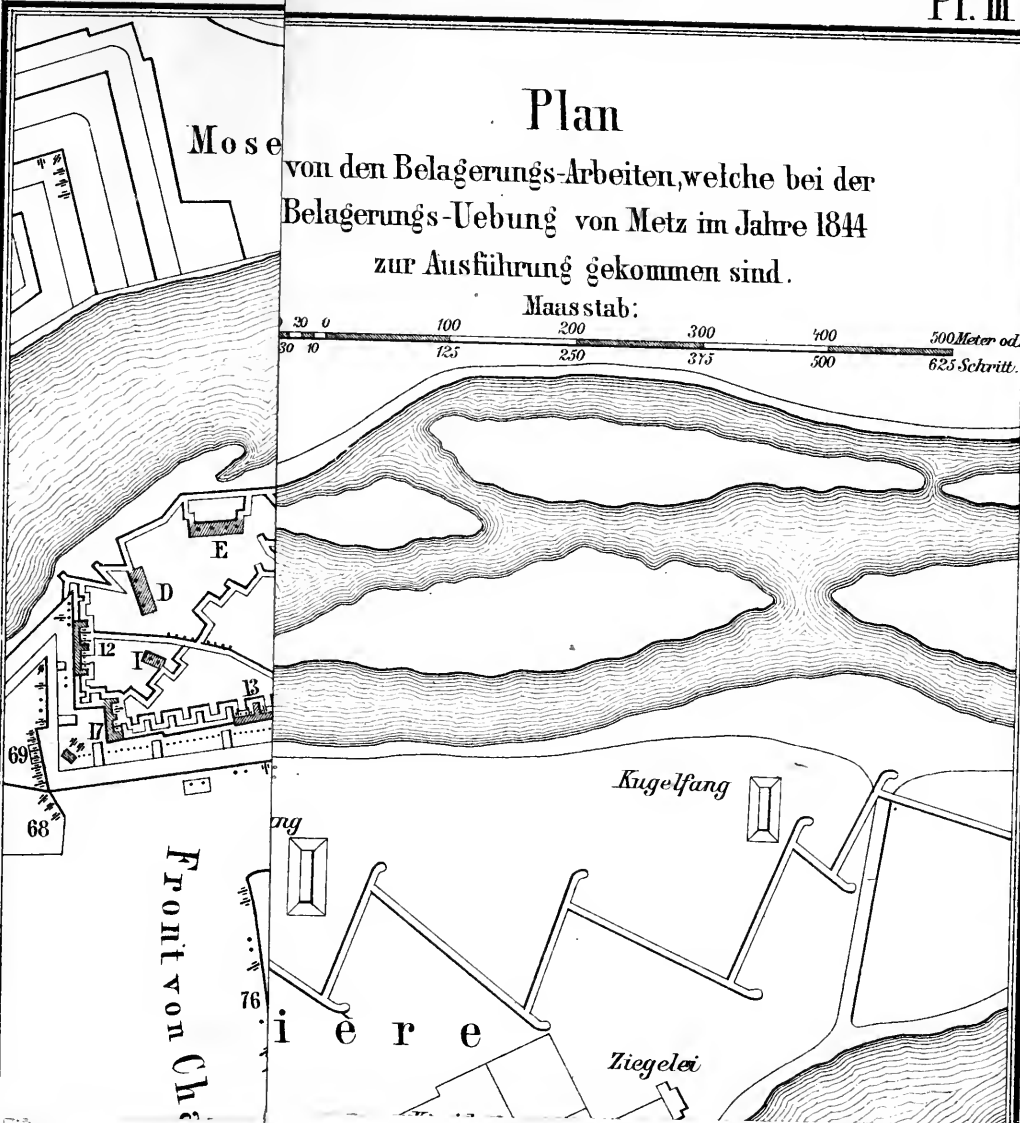 Pl. III
Plan
von den Belagerungs-Arbeiten, welche bei der
Belagerungs-Uebung von Metz im Jahre 1844
zur Ausführung gekommen sind.
Maasstab:
20 0 100 200 300 400 500 Meter od.
30 10 125 250 375 500 625 Schritt.
Mose
E
D
12
I
13
17
69
68
Kugelfang
ng
Front von Ch
76
iere
Ziegelei